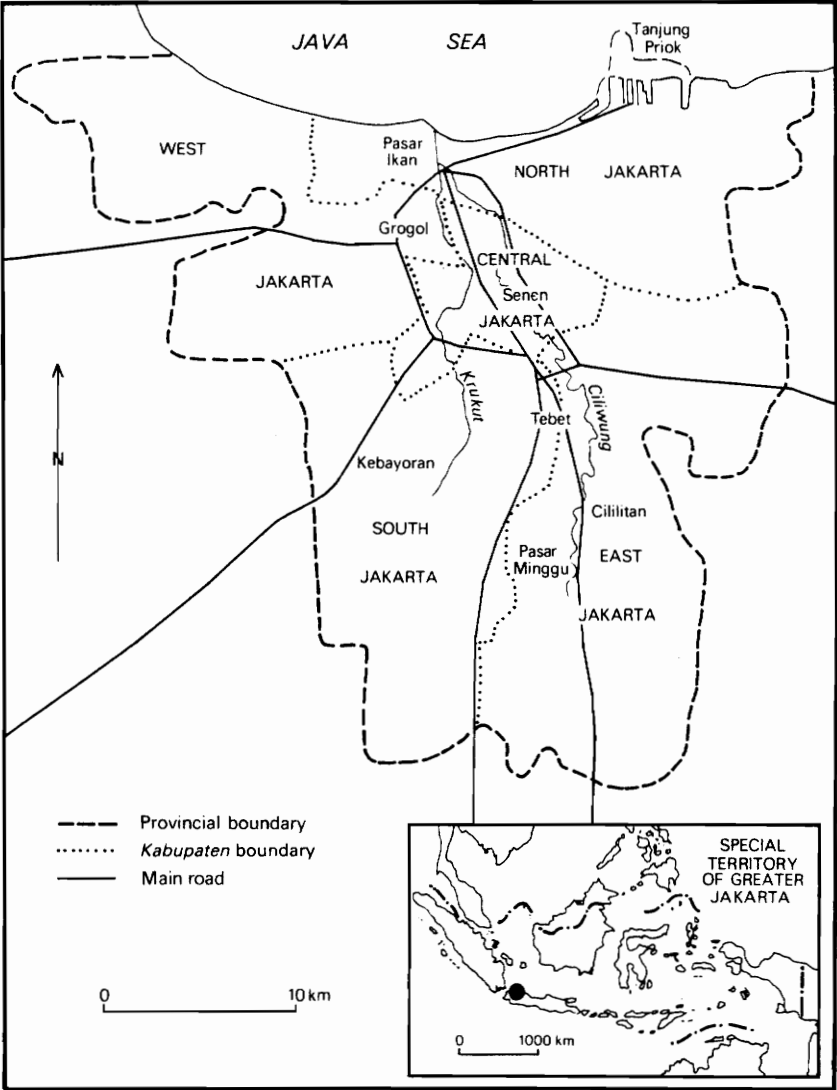 JAVA SEA
Tanjung
Priok
WEST
Pasar
Ikan
NORTH JAKARTA
Grogol
CENTRAL
JAKARTA
Senen
JAKARTA
Krukut
Ciliwung
Tebet
N
Kebayoran
Cililitan
SOUTH
Pasar
Minggu
EAST
JAKARTA
JAKARTA
Provincial boundary
Kabupaten boundary
Main road
0 10 km
SPECIAL
TERRITORY
OF GREATER
JAKARTA
0 1000 km